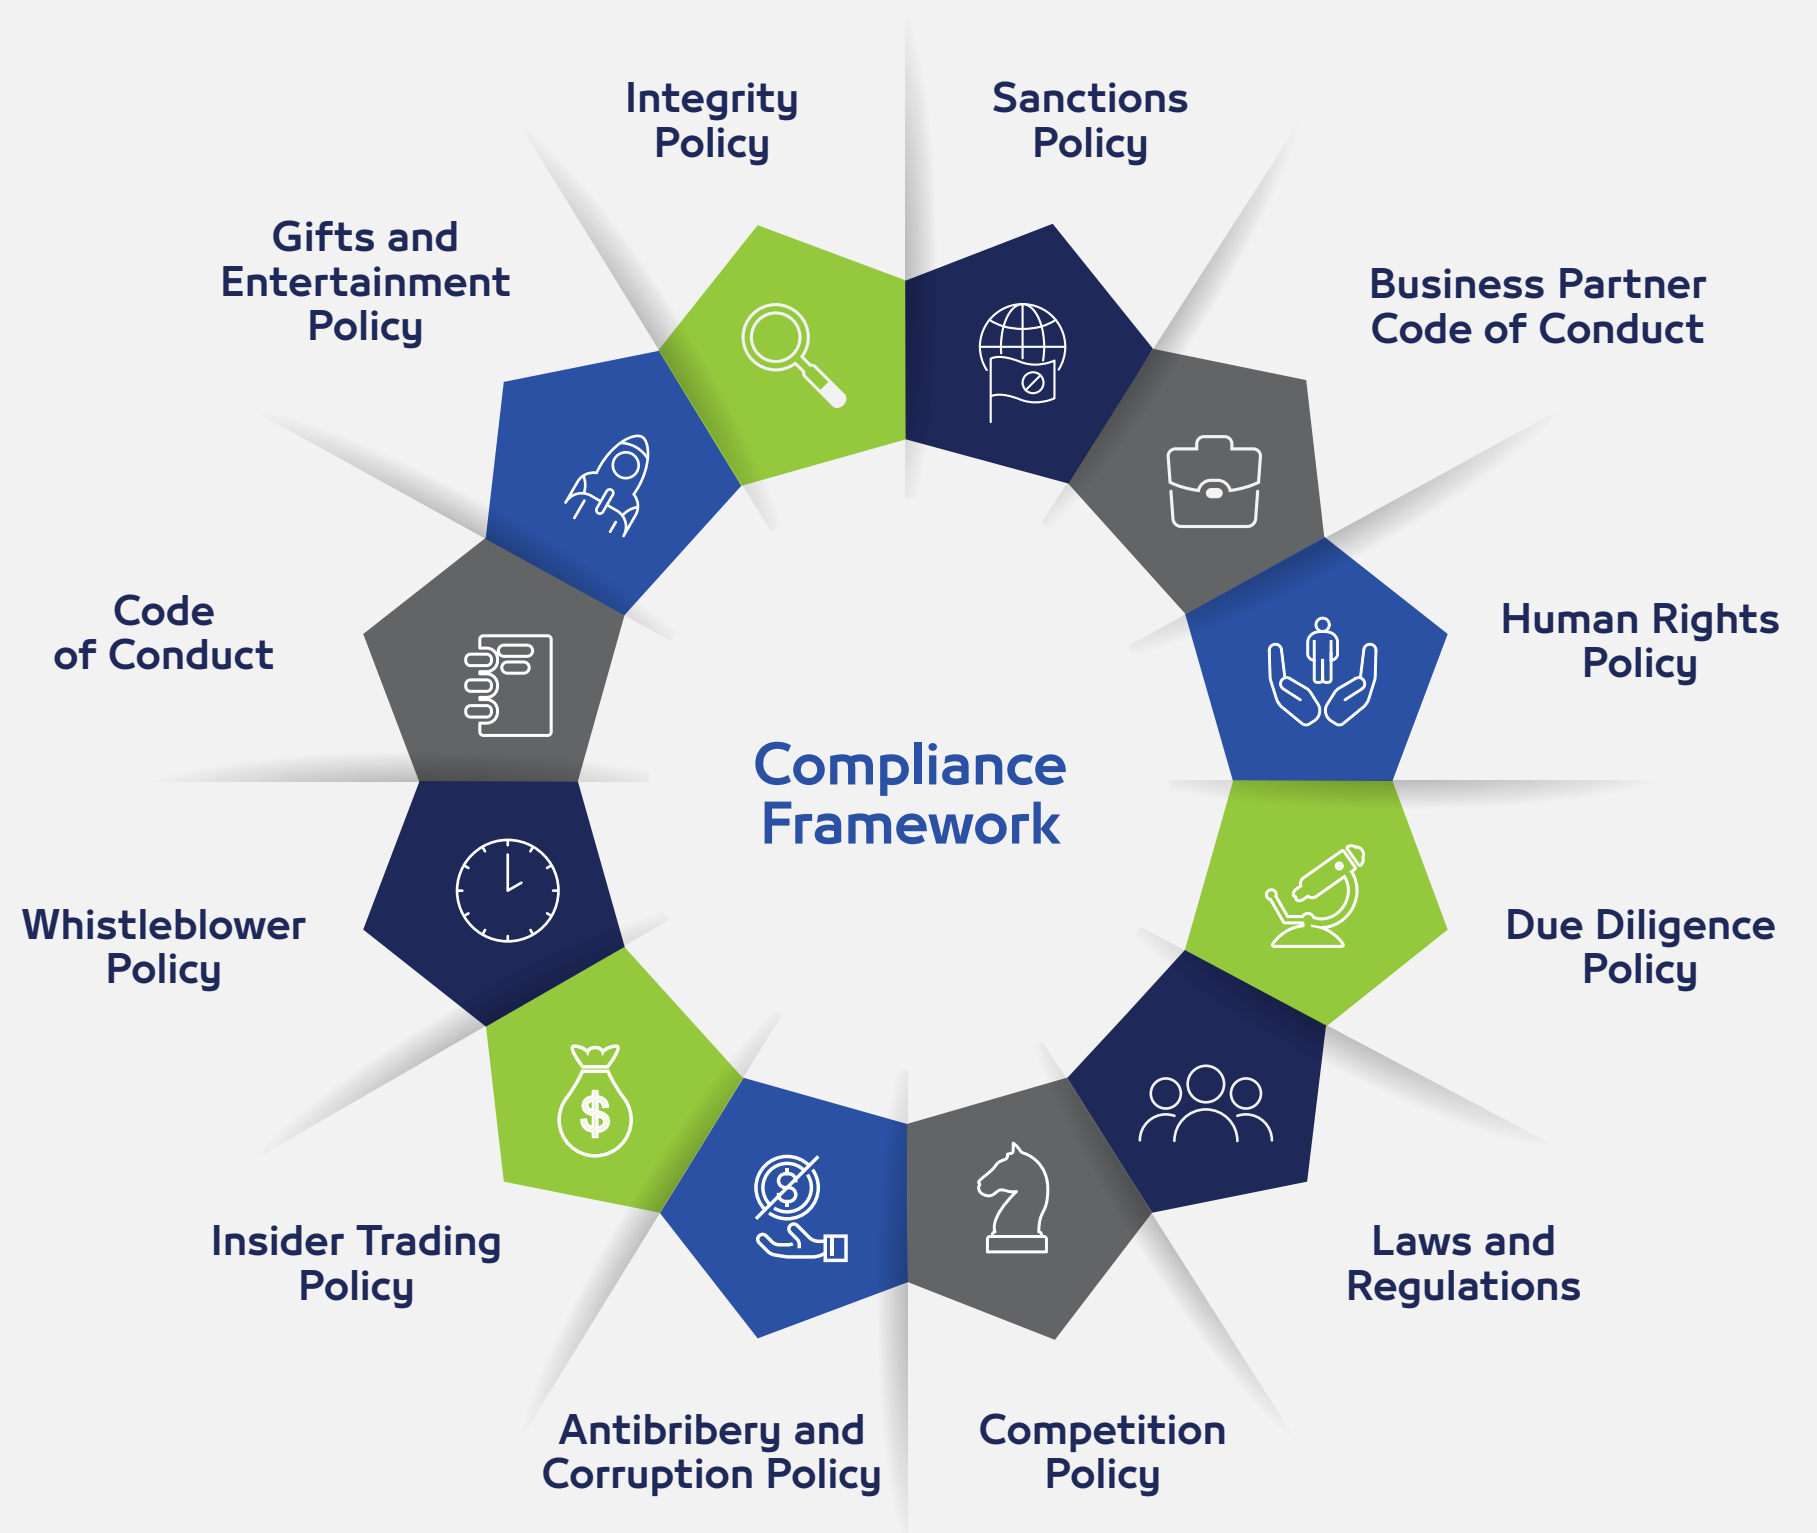 Integrity
Policy
Sanctions
Policy
Business Partner
Code of Conduct
Human Rights
Policy
Due Diligence
Policy
Laws and
Regulations
Competition
Policy
Antibribery and
Corruption Policy
Insider Trading
Policy
Whistleblower
Policy
Code
of Conduct
Gifts and
Entertainment
Policy
Compliance
Framework
$
$